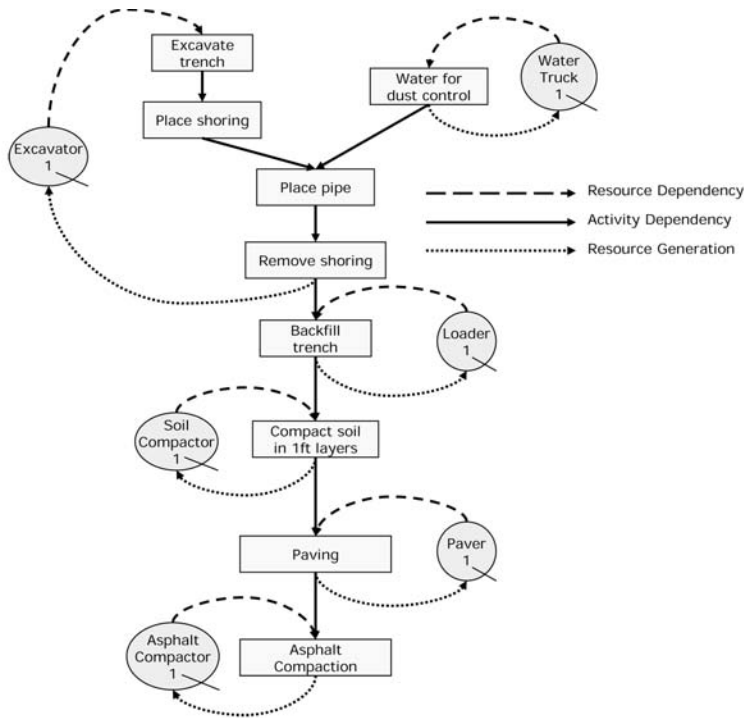 Excavate
trench
Water for
dust control
Water
Truck
1
Place shoring
Excavator
1
Place pipe
Resource Dependency
Activity Dependency
Remove shoring
Resource Generation
Backfill
trench
Loader
1
Soil
Compactor
1
Compact soil
in 1ft layers
Paving
Paver
1
Asphalt
Compactor
1
Asphalt
Compaction